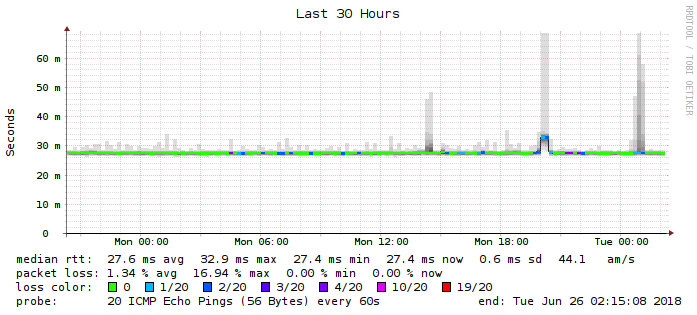 Last 30 Hours
RRDTOOL / TOBI OETIKER
Seconds
60 m
50 m
40 m
30 m
20 m
10 m
0
Mon 00:00 Mon 06:00 Mon 12:00 Mon 18:00 Tue 00:00
median rtt: 27.6 ms avg 32.9 ms max 27.4 ms min 27.4 ms now 0.6 ms sd 44.1 am/s
packet loss: 1.34 % avg 16.94 % max 0.00 % min 0.00 % now
loss color: 0 1/20 2/20 3/20 4/20 10/20 19/20
probe: 20 ICMP Echo Pings (56 Bytes) every 60s end: Tue Jun 26 02:15:08 2018